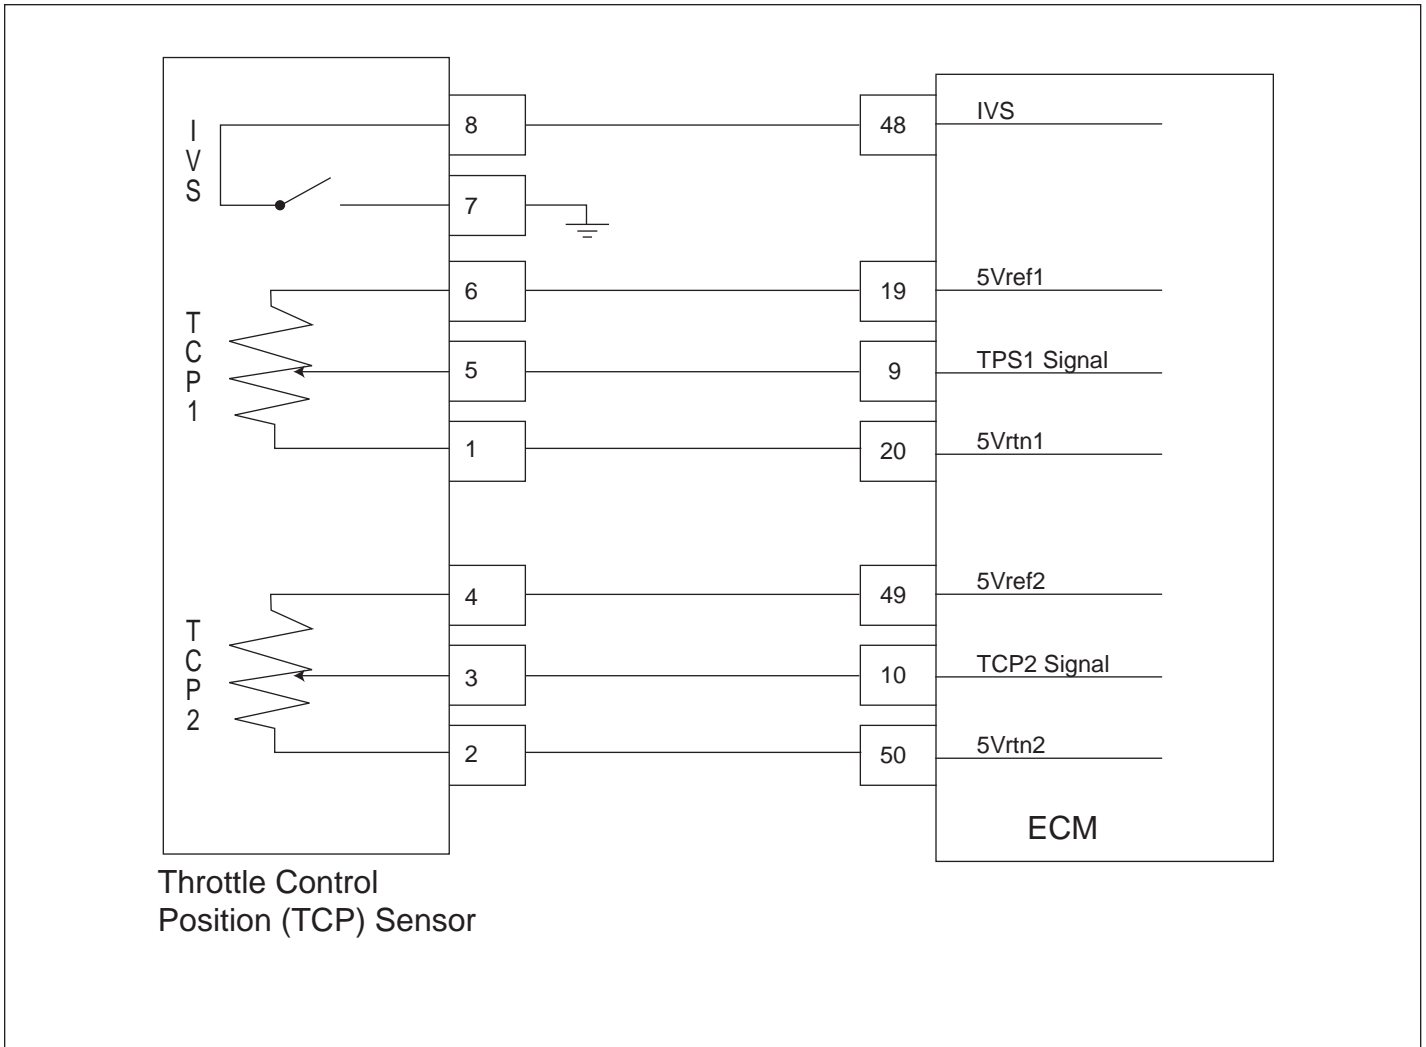 I
V
S
8
48
IVS
7
T
C
P
1
6
19
5Vref1
5
9
TPS1 Signal
1
20
5Vrtn1
T
C
P
2
4
49
5Vref2
3
10
TCP2 Signal
2
50
5Vrtn2
ECM
Throttle Control
Position (TCP) Sensor